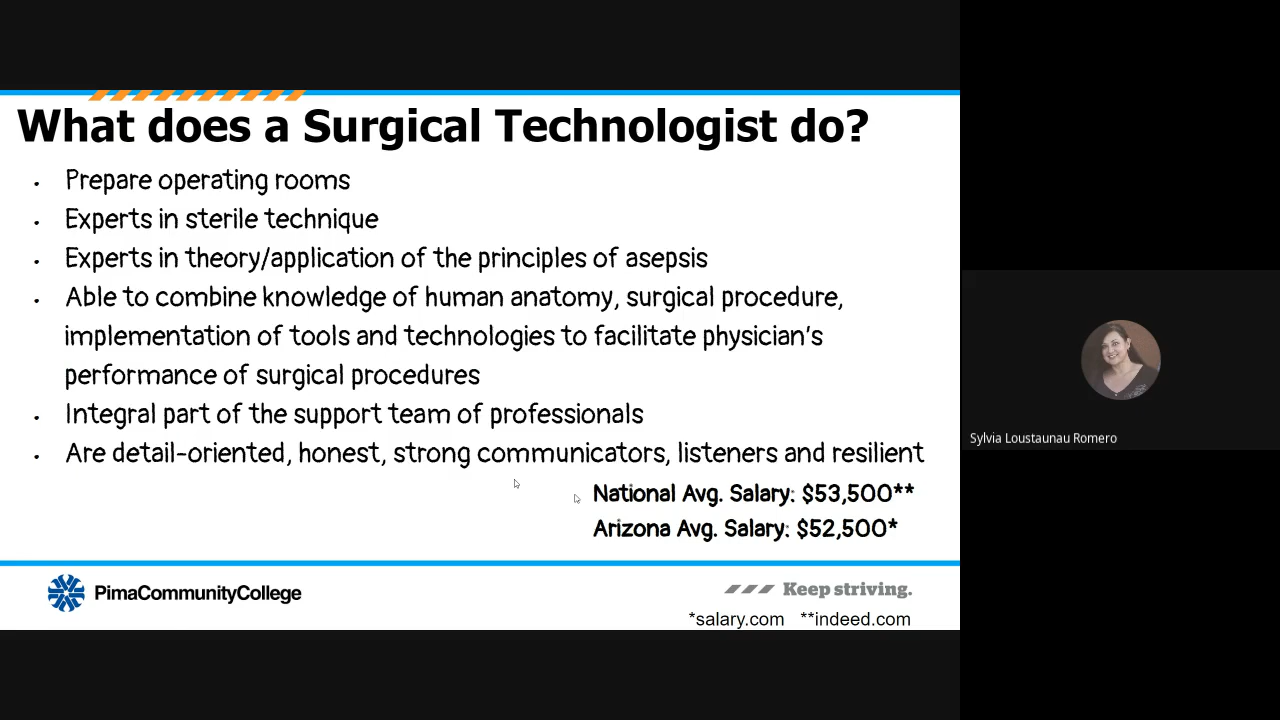 What does a Surgical Technologist do?
• Prepare operating rooms
• Experts in sterile technique
• Experts in theory/application of the principles of asepsis
• Able to combine knowledge of human anatomy, surgical procedure,
implementation of tools and technologies to facilitate physician's
performance of surgical procedures
• Integral part of the support team of professionals
• Are detail-oriented, honest, strong communicators, listeners and resilient
National Avg. Salary: $53,500**
Arizona Avg. Salary: $52,500*
PimaCommunityCollege
Keep striving.
*salary.com **indeed.com
Sylvia Loustaunau Romero